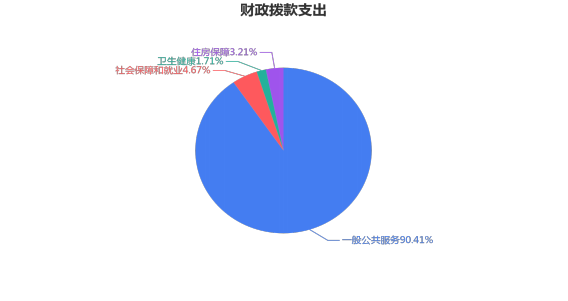 财政拨款支出
住房保障3.21%
卫生健康1.71%
社会保障和就业4.67%
一般公共服务90.41%